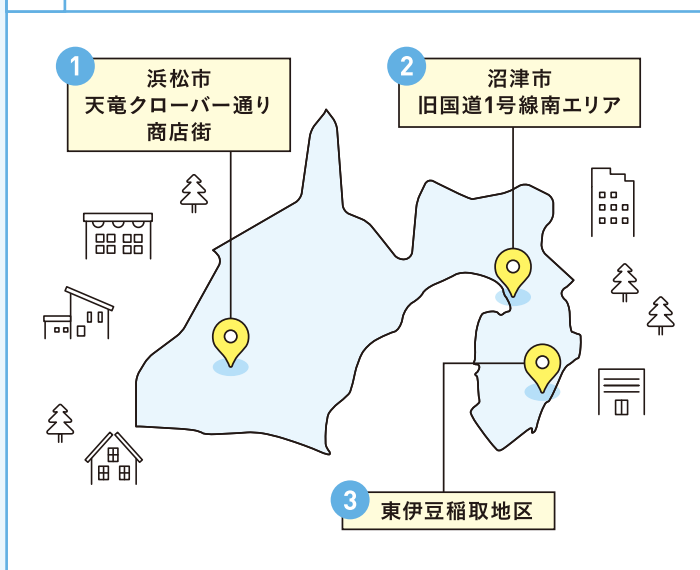 1
浜松市
天竜クローバー通り
商店街
2
沼津市
旧国道1号線南エリア
3
東伊豆稲取地区